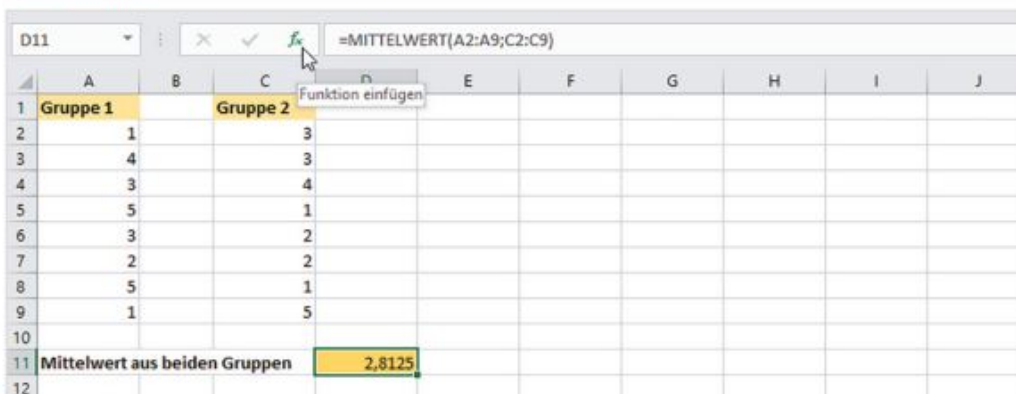 D11 fx =MITTELWERT(A2:A9;C2:C9)
A B C D E F G H I J
Funktion einfügen
1 Gruppe 1 Gruppe 2
2 1 3
3 4 3
4 3 4
5 5 1
6 3 2
7 2 2
8 5 1
9 1 5
10
11 Mittelwert aus beiden Gruppen 2,8125
12